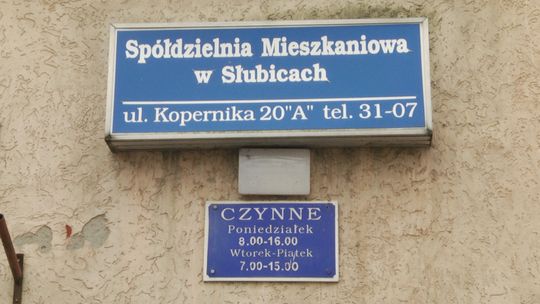 Spółdzielnia Mieszkaniowa
w Słubicach
ul. Kopernika 20"A" tel. 31-07
CZYNNE
Poniedziałek
8.00-16.00
Wtorek-Piątek
7.00-15.00